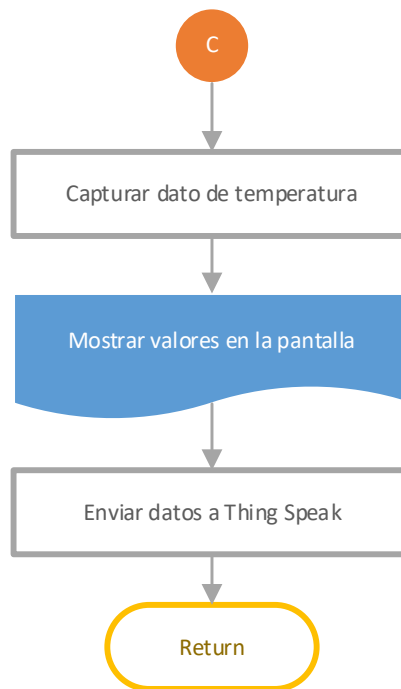 C
Capturar dato de temperatura
Mostrar valores en la pantalla
Enviar datos a Thing Speak
Return